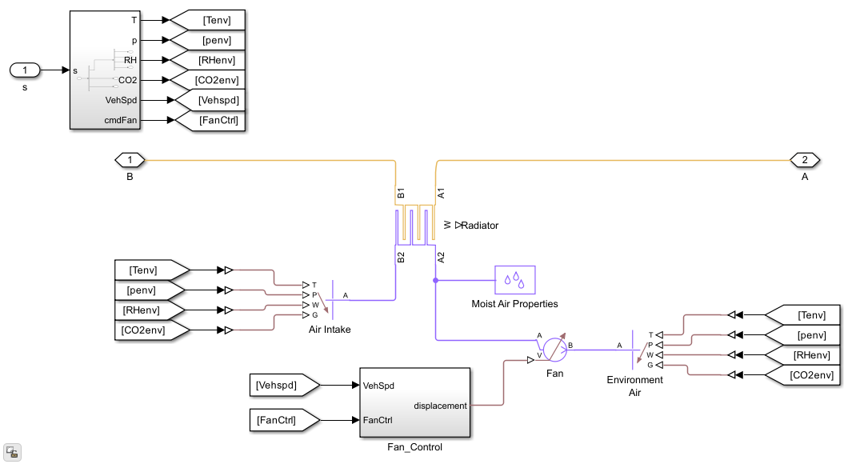 T
[Tenv]
p
[penv]
1
s
s
RH
[RHenv]
CO2
[CO2env]
VehSpd
[Vehspd]
cmdFan
[FanCtrl]
1
B
2
A
B1
A1
W
Radiator
B2
A2
[Tenv]
[penv]
[RHenv]
[CO2env]
T
P
W
G
A
Air Intake
Moist Air Properties
A
V
B
Fan
A
T
P
W
G
Environment
Air
[Tenv]
[penv]
[RHenv]
[CO2env]
[Vehspd]
[FanCtrl]
VehSpd
FanCtrl
displacement
Fan_Control